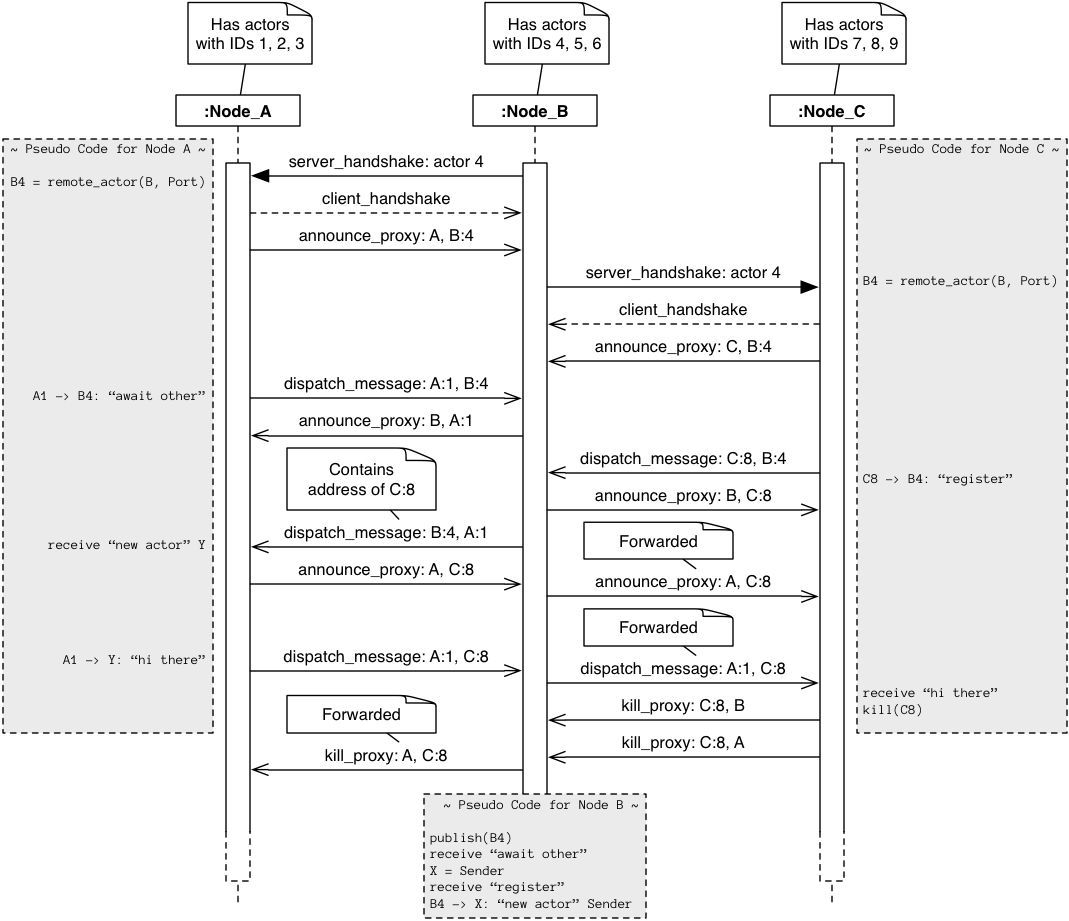 Has actors
with IDs 1, 2, 3
Has actors
with IDs 4, 5, 6
Has actors
with IDs 7, 8, 9
:Node_A
:Node_B
:Node_C
~ Pseudo Code for Node A ~
~ Pseudo Code for Node C ~
server_handshake: actor 4
B4 = remote_actor(B, Port)
client_handshake
announce_proxy: A, B:4
server_handshake: actor 4
B4 = remote_actor(B, Port)
client_handshake
announce_proxy: C, B:4
dispatch_message: A:1, B:4
A1 -> B4: “await other”
announce_proxy: B, A:1
dispatch_message: C:8, B:4
Contains
address of C:8
C8 -> B4: “register”
announce_proxy: B, C:8
dispatch_message: B:4, A:1
receive “new actor” Y
Forwarded
announce_proxy: A, C:8
announce_proxy: A, C:8
Forwarded
dispatch_message: A:1, C:8
A1 -> Y: “hi there”
dispatch_message: A:1, C:8
receive “hi there”
kill(C8)
kill_proxy: C:8, B
Forwarded
kill_proxy: C:8, A
kill_proxy: A, C:8
~ Pseudo Code for Node B ~
publish(B4)
receive “await other”
X = Sender
receive “register”
B4 -> X: “new actor” Sender